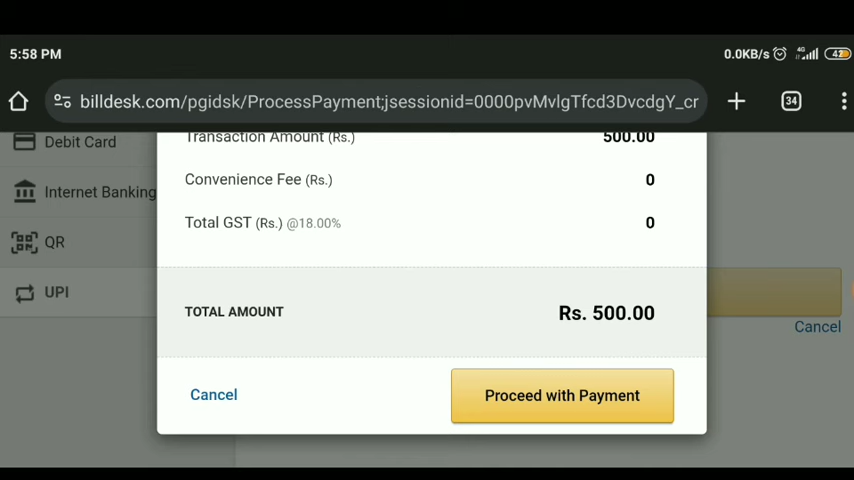 5:58 PM
0.0KB/s 4G 42
billdesk.com/pgidsk/ProcessPayment;jsessionid=0000pvMvlgTfcd3DvcdgY_cr
34
Debit Card
Transaction Amount (Rs.) 500.00
Internet Banking
Convenience Fee (Rs.) 0
Total GST (Rs.) @18.00% 0
QR
UPI
TOTAL AMOUNT Rs. 500.00
Cancel
Cancel
Proceed with Payment